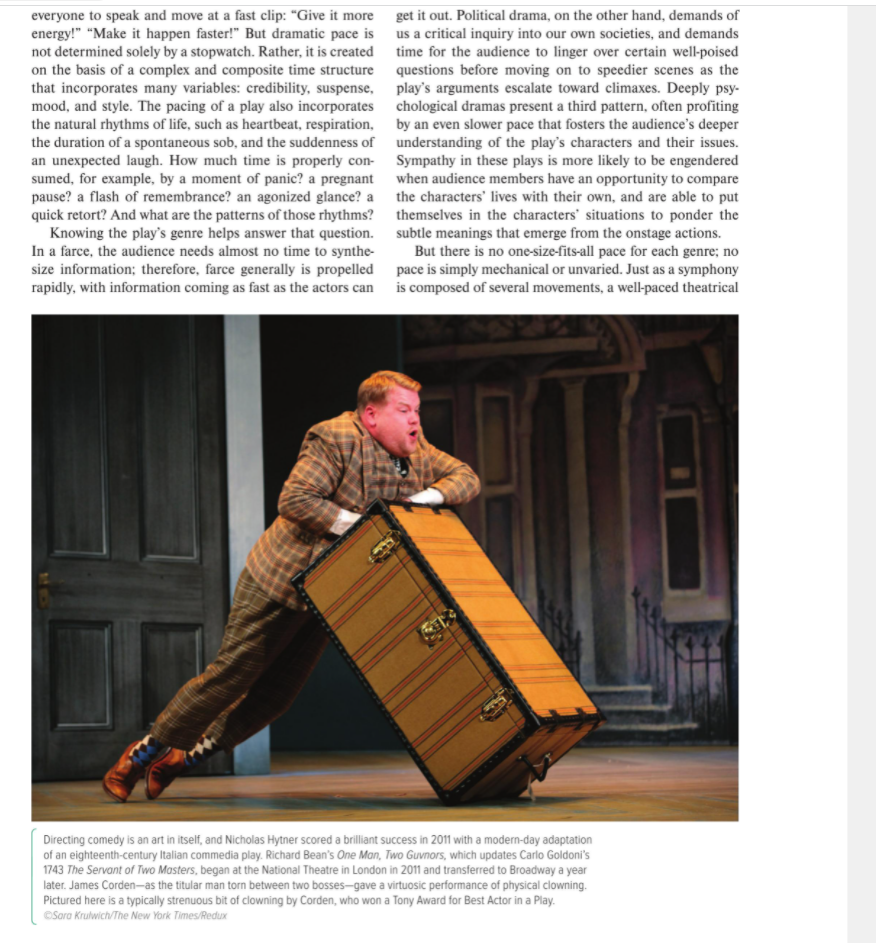 everyone to speak and move at a fast clip: “Give it more
energy!” “Make it happen faster!” But dramatic pace is
not determined solely by a stopwatch. Rather, it is created
on the basis of a complex and composite time structure
that incorporates many variables: credibility, suspense,
mood, and style. The pacing of a play also incorporates
the natural rhythms of life, such as heartbeat, respiration,
the duration of a spontaneous sob, and the suddenness of
an unexpected laugh. How much time is properly con-
sumed, for example, by a moment of panic? a pregnant
pause? a flash of remembrance? an agonized glance? a
quick retort? And what are the patterns of those rhythms?
Knowing the play’s genre helps answer that question.
In a farce, the audience needs almost no time to synthe-
size information; therefore, farce generally is propelled
rapidly, with information coming as fast as the actors can
get it out. Political drama, on the other hand, demands of
us a critical inquiry into our own societies, and demands
time for the audience to linger over certain well-poised
questions before moving on to speedier scenes as the
play’s arguments escalate toward climaxes. Deeply psy-
chological dramas present a third pattern, often profiting
by an even slower pace that fosters the audience’s deeper
understanding of the play’s characters and their issues.
Sympathy in these plays is more likely to be engendered
when audience members have an opportunity to compare
the characters’ lives with their own, and are able to put
themselves in the characters’ situations to ponder the
subtle meanings that emerge from the onstage actions.
But there is no one-size-fits-all pace for each genre; no
pace is simply mechanical or unvaried. Just as a symphony
is composed of several movements, a well-paced theatrical
Directing comedy is an art in itself, and Nicholas Hytner scored a brilliant success in 2011 with a modern-day adaptation
of an eighteenth-century Italian commedia play. Richard Bean’s One Man, Two Guvnors, which updates Carlo Goldoni’s
1743 The Servant of Two Masters, began at the National Theatre in London in 2011 and transferred to Broadway a year
later. James Corden—as the titular man torn between two bosses—gave a virtuosic performance of physical clowning.
Pictured here is a typically strenuous bit of clowning by Corden, who won a Tony Award for Best Actor in a Play.
©Sara Krulwich/The New York Times/Redux